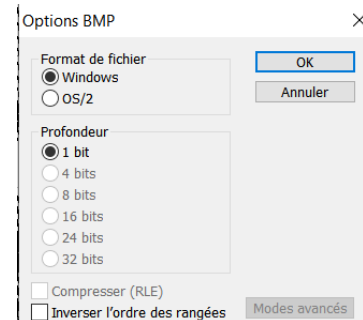 Options BMP
Format de fichier
Windows
OS/2
OK
Annuler
Profondeur
1 bit
4 bits
8 bits
16 bits
24 bits
32 bits
Compresser (RLE)
Inverser l'ordre des rangées
Modes avancés